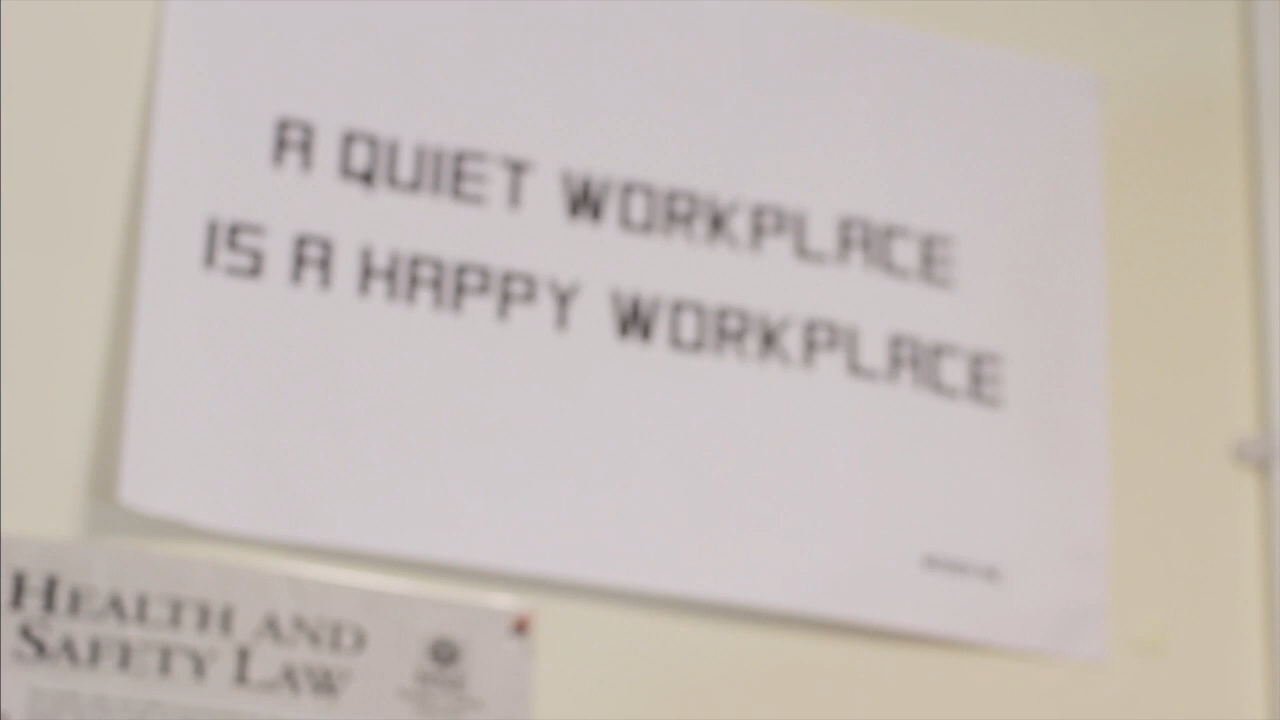 A QUIET WORKPLACE
IS A HAPPY WORKPLACE
HEALTH AND
SAFETY LAW